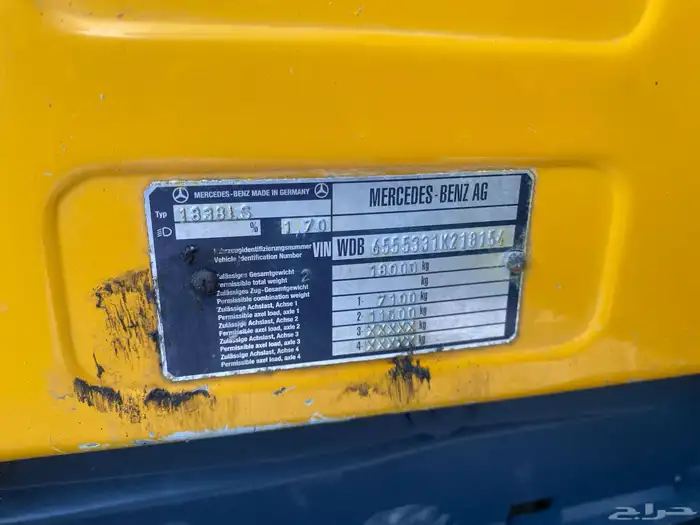 MERCEDES-BENZ MADE IN GERMANY
MERCEDES-BENZ AG
Typ 1838LS
% 1,70
Fahrzeugidentifizierungsnummer
Vehicle Identification Number
VIN WDB 6555331K218154
Zulässiges Gesamtgewicht 18000 kg
Permissible total weight
Zulässiges Zug-Gesamtgewicht kg
Permissible combination weight
Zulässige Achslast, Achse 1
Permissible axel load, axle 1
1- 7100 kg
Zulässige Achslast, Achse 2
Permissible axel load, axle 2
2- 11500 kg
Zulässige Achslast, Achse 3
Permissible axel load, axle 3
3- XXXXX kg
Zulässige Achslast, Achse 4
Permissible axel load, axle 4
4- XXXXX kg
حراج